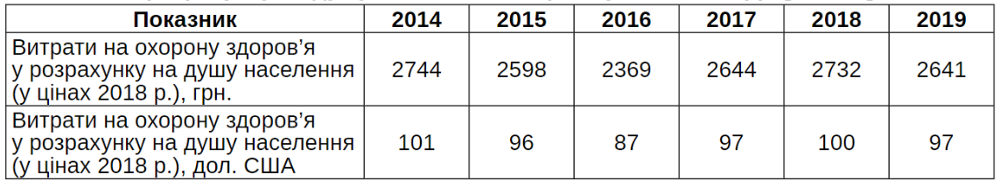 Показник 2014 2015 2016 2017 2018 2019
Витрати на охорону здоров’я
у розрахунку на душу населення 2744 2598 2369 2644 2732 2641
(у цінах 2018 р.), грн.
Витрати на охорону здоров’я
у розрахунку на душу населення 101 96 87 97 100 97
(у цінах 2018 р.), дол. США